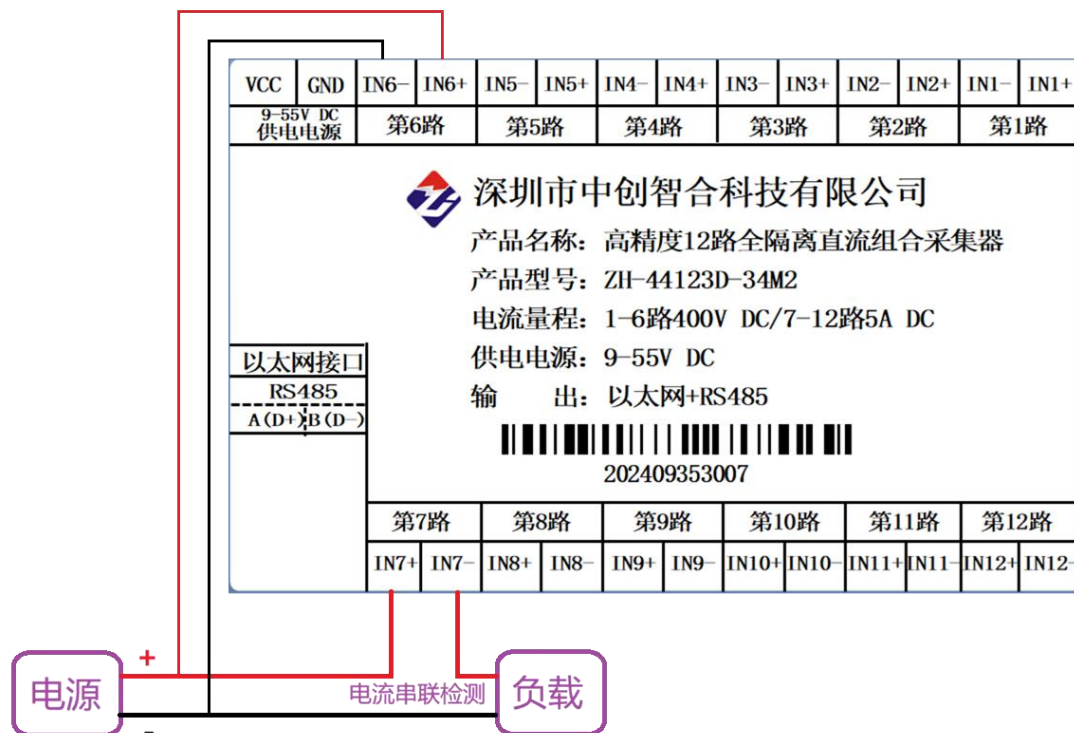 VCC GND IN6- IN6+ IN5- IN5+ IN4- IN4+ IN3- IN3+ IN2- IN2+ IN1- IN1+
9-55V DC
供电电源 第6路 第5路 第4路 第3路 第2路 第1路
深圳市中创智合科技有限公司
产品名称: 高精度12路全隔离直流组合采集器
产品型号: ZH-44123D-34M2
电流量程: 1-6路400V DC/7-12路5A DC
供电电源: 9-55V DC
输 出: 以太网+RS485
202409353007
以太网接口
RS485
A(D+) B(D-)
第7路 第8路 第9路 第10路 第11路 第12路
IN7+ IN7- IN8+ IN8- IN9+ IN9- IN10+ IN10- IN11+ IN11- IN12+ IN12-
+
电源 电流串联检测 负载
-